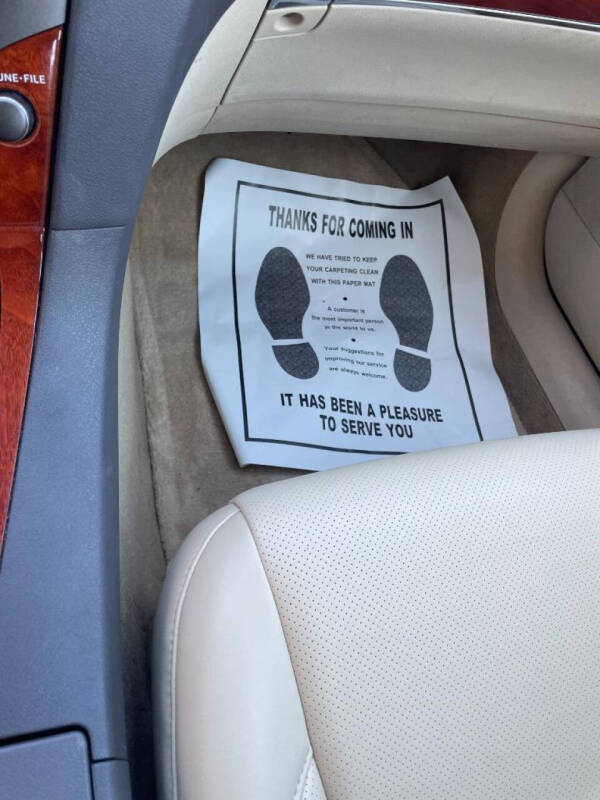 UNE•FILE
THANKS FOR COMING IN
WE HAVE TRIED TO KEEP
YOUR CARPETING CLEAN
WITH THIS PAPER MAT
•
A customer is
the most important person
in the world to us.
•
Your suggestions for
improving our service
are always welcome.
IT HAS BEEN A PLEASURE
TO SERVE YOU